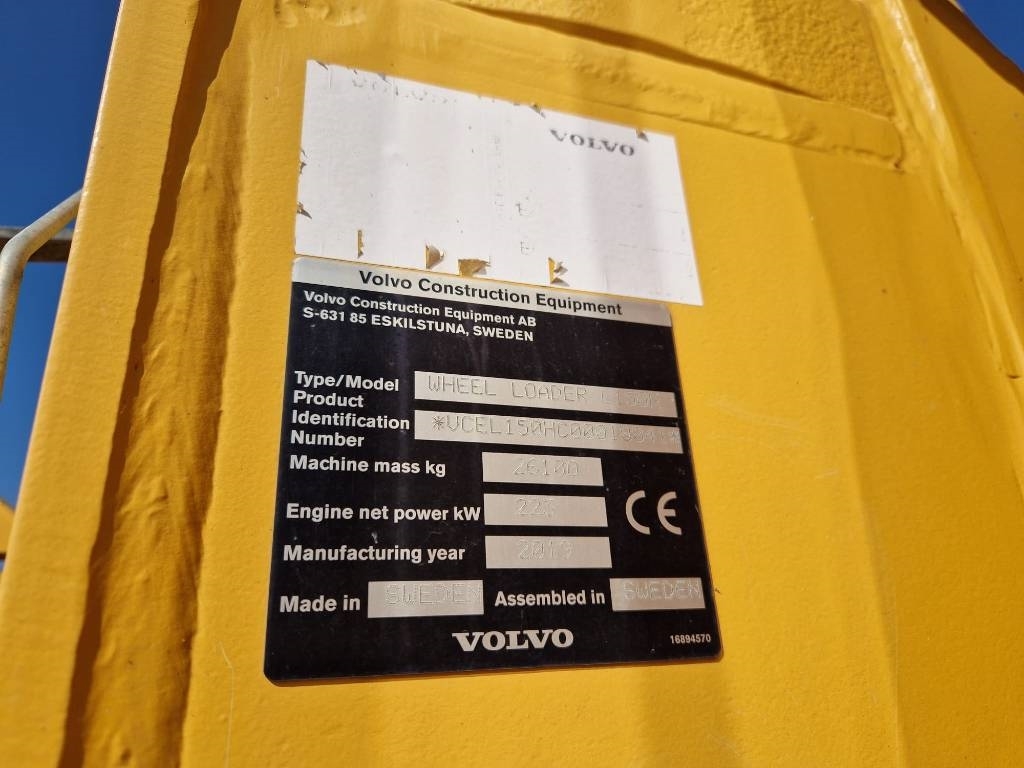 VOLVO
Volvo Construction Equipment
Volvo Construction Equipment AB
S-631 85 ESKILSTUNA, SWEDEN
Type/Model WHEEL LOADER
Product
Identification
Number
Machine mass kg 26100
Engine net power kW
Manufacturing year 2019
Made in SWEDEN Assembled in SWEDEN
CE
VOLVO
16894570